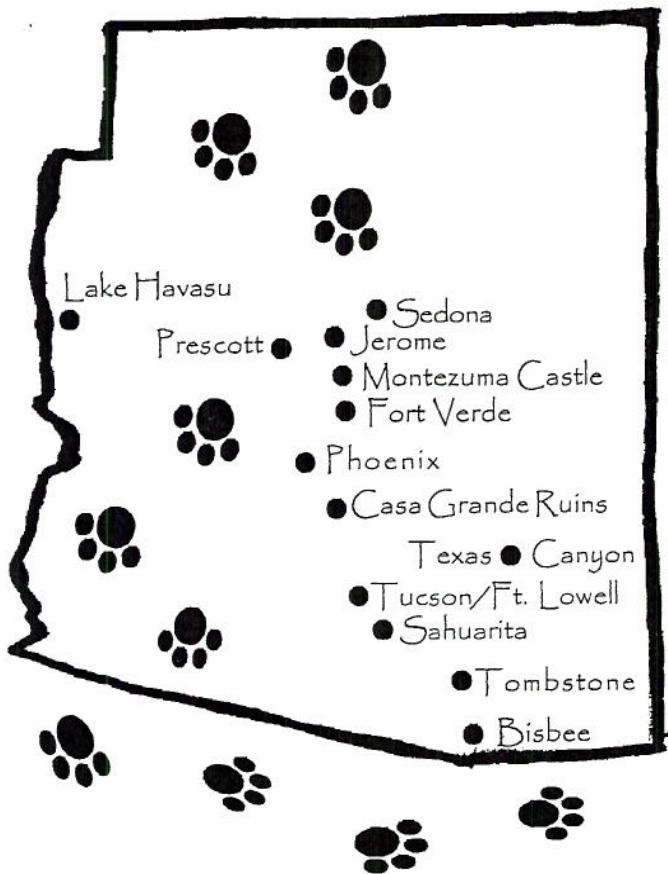 Lake Havasu
Sedona
Prescott
Jerome
Montezuma Castle
Fort Verde
Phoenix
Casa Grande Ruins
Texas Canyon
Tucson/Ft. Lowell
Sahuarita
Tombstone
Bisbee